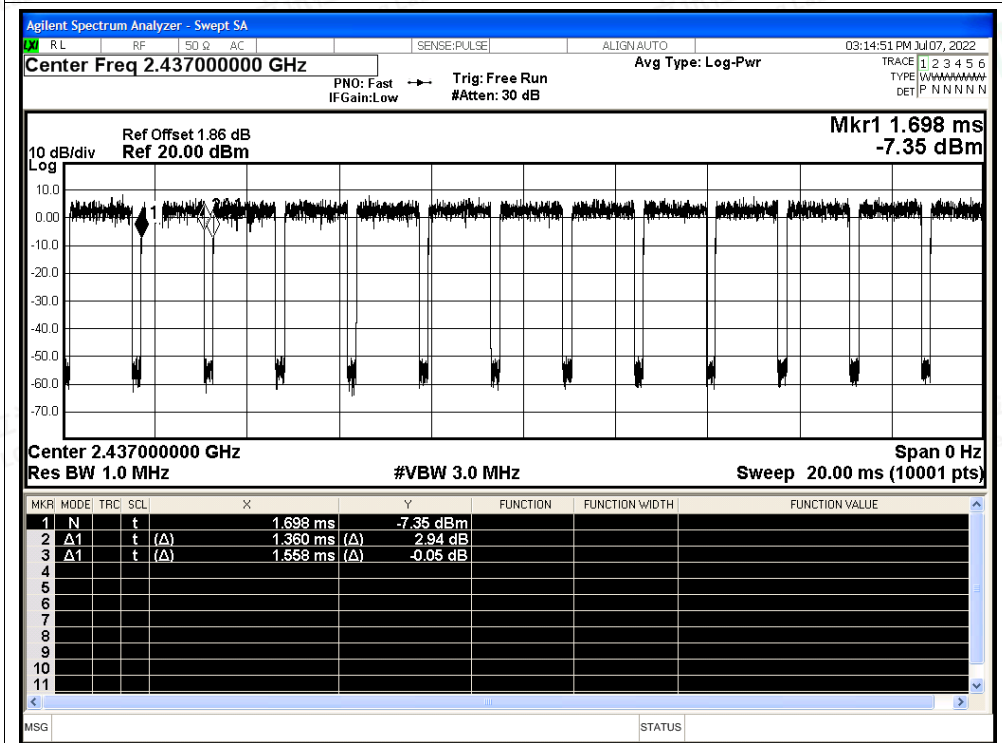 Agilent Spectrum Analyzer - Swept SA
LXI RL RF 50 Ω AC SENSE:PULSE ALIGN AUTO 03:14:51 PM Jul 07, 2022
Center Freq 2.437000000 GHz Avg Type: Log-Pwr TRACE 1 2 3 4 5 6
PNO: Fast Trig: Free Run TYPE WWWWWW
IFGain:Low #Atten: 30 dB DET P N N N N N
Mkr1 1.698 ms
Ref Offset 1.86 dB
10 dB/div Ref 20.00 dBm -7.35 dBm
Log
10.0
0.00
1
-10.0
-20.0
-30.0
-40.0
-50.0
-60.0
-70.0
Center 2.437000000 GHz Span 0 Hz
Res BW 1.0 MHz #VBW 3.0 MHz Sweep 20.00 ms (10001 pts)
MKR MODE TRC SCL X Y FUNCTION FUNCTION WIDTH FUNCTION VALUE
1 N t 1.698 ms -7.35 dBm
2 Δ1 t (Δ) 1.360 ms (Δ) 2.94 dB
3 Δ1 t (Δ) 1.558 ms (Δ) -0.05 dB
4
5
6
7
8
9
10
11
MSG STATUS